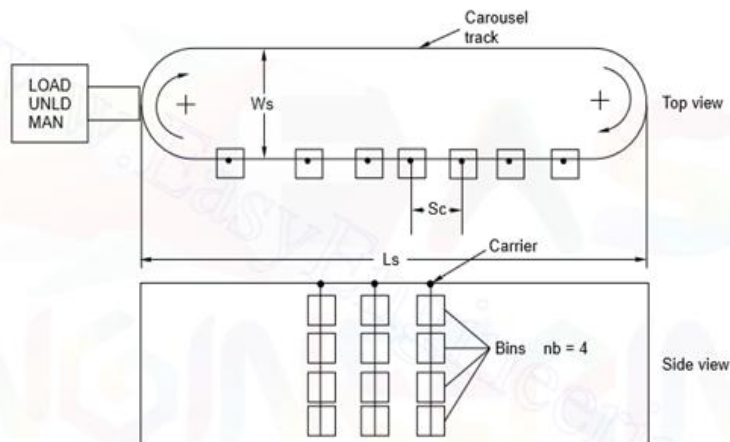 Carousel
track
LOAD
UNLD
MAN
Ws
Top view
Sc
Carrier
Ls
Bins nb = 4
Side view